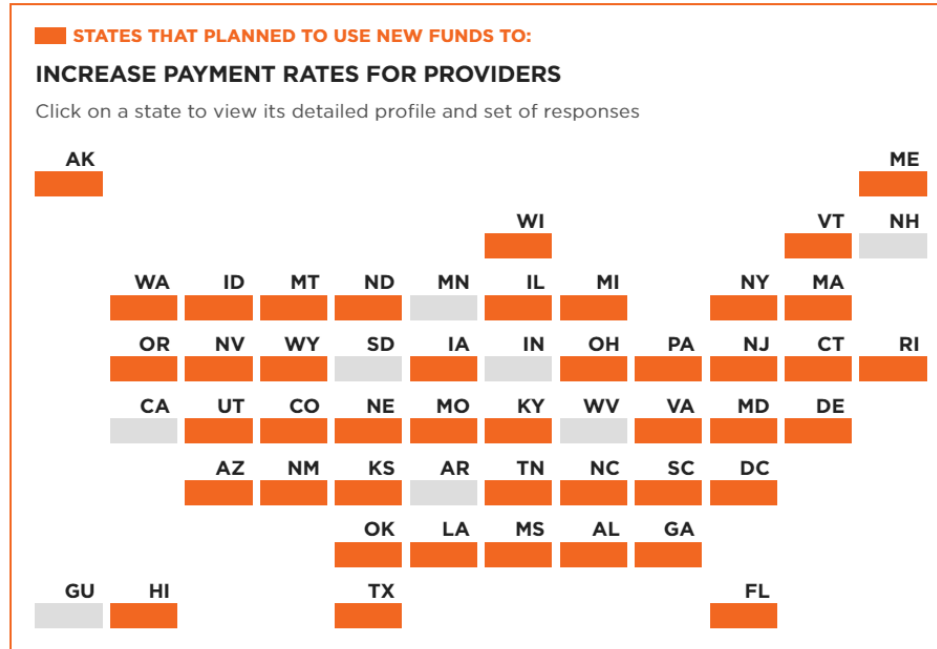 STATES THAT PLANNED TO USE NEW FUNDS TO:
INCREASE PAYMENT RATES FOR PROVIDERS
Click on a state to view its detailed profile and set of responses
AK ME
WI VT NH
WA ID MT ND MN IL MI NY MA
OR NV WY SD IA IN OH PA NJ CT RI
CA UT CO NE MO KY WV VA MD DE
AZ NM KS AR TN NC SC DC
OK LA MS AL GA
GU HI TX FL